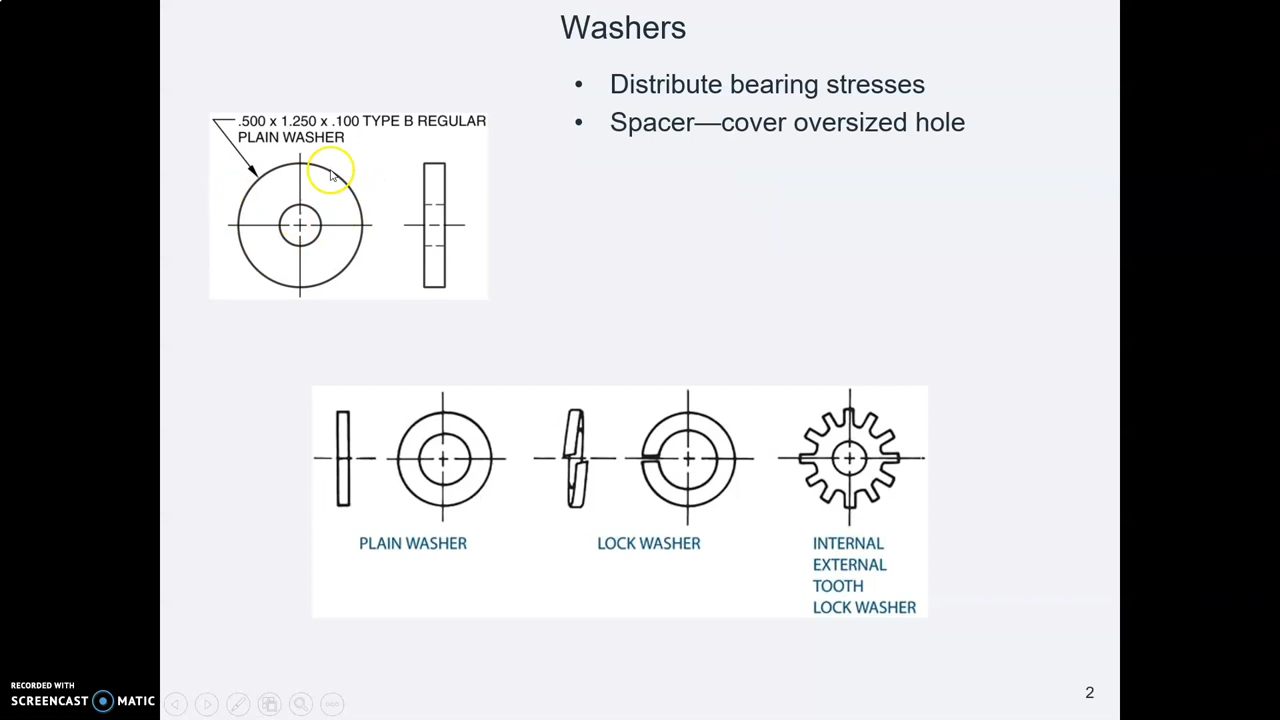 Washers
• Distribute bearing stresses
• Spacer—cover oversized hole
.500 x 1.250 x .100 TYPE B REGULAR
PLAIN WASHER
PLAIN WASHER
LOCK WASHER
INTERNAL
EXTERNAL
TOOTH
LOCK WASHER
2
RECORDED WITH
SCREENCAST MATIC